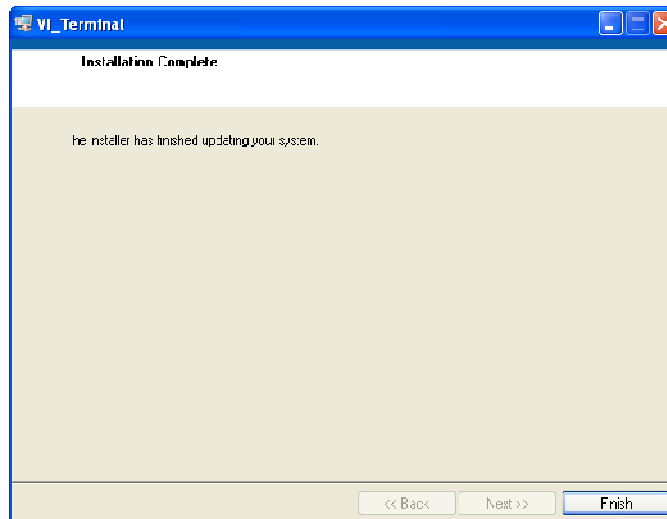 VI_Terminal
Installation Complete
he installer has finished updating your system.
<< Back
Next >>
Finish